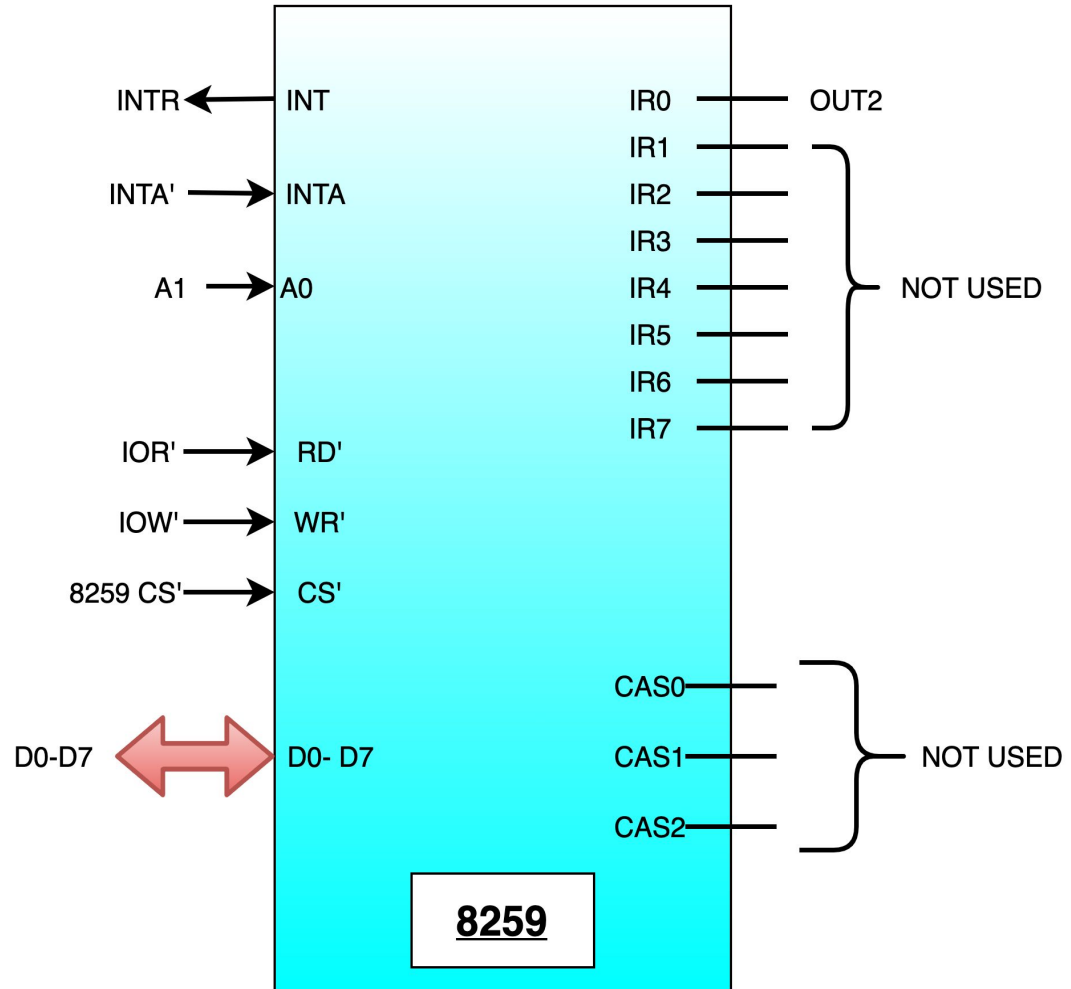 INTR INT IR0 OUT2
IR1
INTA' INTA IR2
IR3
A1 A0 IR4 NOT USED
IR5
IR6
IR7
IOR' RD'
IOW' WR'
8259 CS' CS'
CAS0
D0-D7 D0- D7 CAS1 NOT USED
CAS2
8259